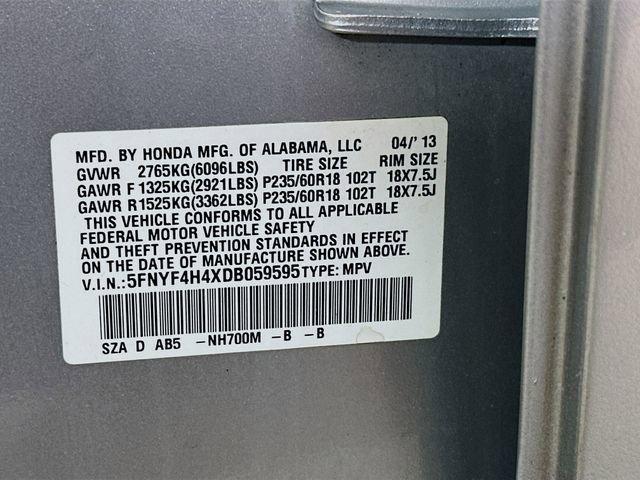 MFD. BY HONDA MFG. OF ALABAMA, LLC 04/'13
GVWR 2765KG(6096LBS) TIRE SIZE RIM SIZE
GAWR F 1325KG(2921LBS) P235/60R18 102T 18X7.5J
GAWR R1525KG(3362LBS) P235/60R18 102T 18X7.5J
THIS VEHICLE CONFORMS TO ALL APPLICABLE
FEDERAL MOTOR VEHICLE SAFETY
AND THEFT PREVENTION STANDARDS IN EFFECT
ON THE DATE OF MANUFACTURE SHOWN ABOVE.
V.I.N.:5FNYF4H4XDB059595 TYPE: MPV
SZA D AB5 -NH700M -B -B